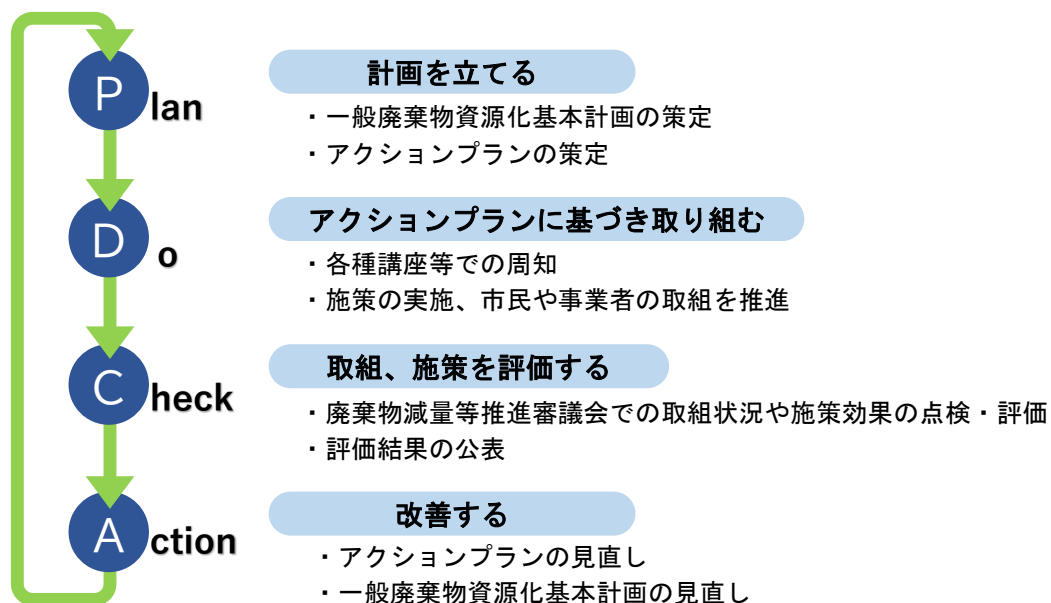 Plan
計画を立てる
・一般廃棄物資源化基本計画の策定
・アクションプランの策定
Do
アクションプランに基づき取り組む
・各種講座等での周知
・施策の実施、市民や事業者の取組を推進
Check
取組、施策を評価する
・廃棄物減量等推進審議会での取組状況や施策効果の点検・評価
・評価結果の公表
Action
改善する
・アクションプランの見直し
・一般廃棄物資源化基本計画の見直し